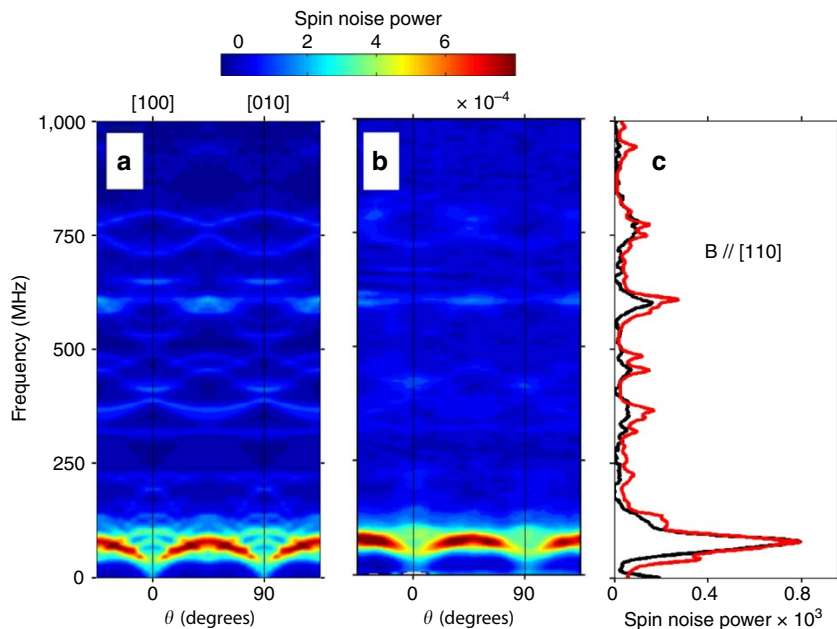 Spin noise power
0 2 4 6
[100] [010] × 10⁻⁴
1,000
750
500
250
0
Frequency (MHz)
a
b
c
B // [110]
0 90
0 90
0 0.4 0.8
θ (degrees)
θ (degrees)
Spin noise power × 10³